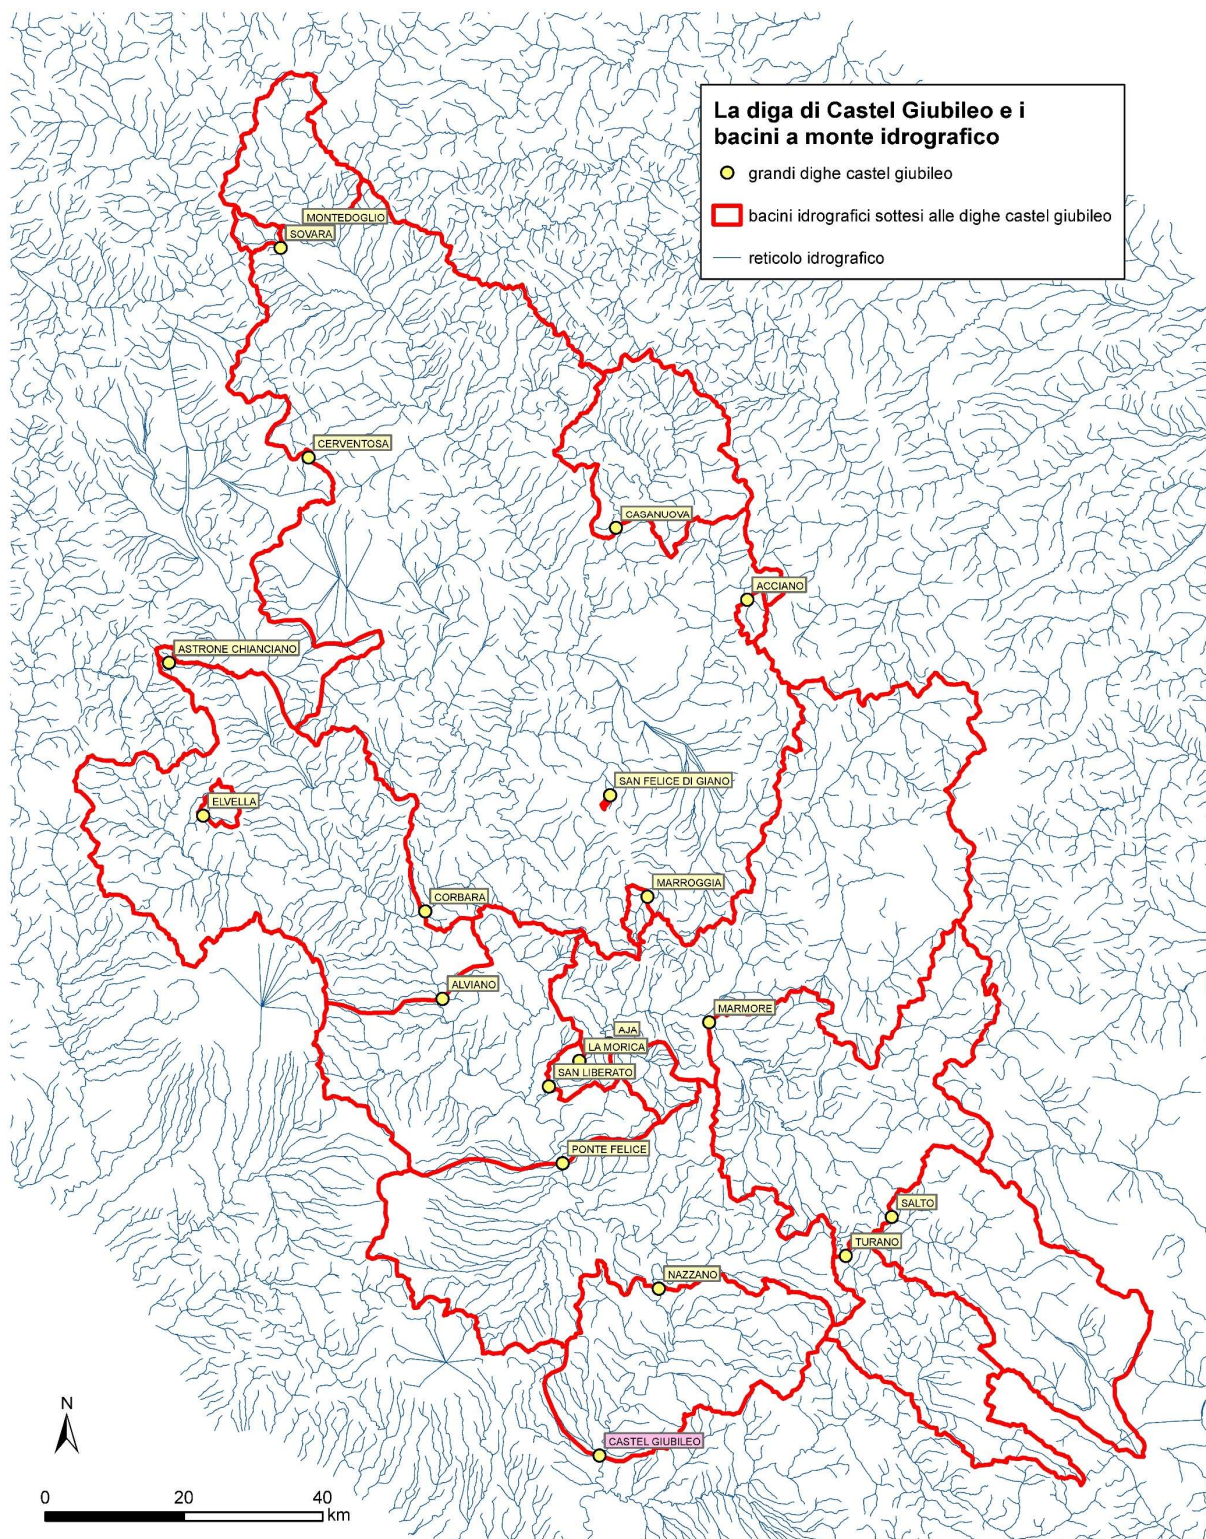 La diga di Castel Giubileo e i
bacini a monte idrografico
grandi dighe castel giubileo
bacini idrografici sottesi alle dighe castel giubileo
reticolo idrografico
MONTEDOGLIO
SOVARA
CERVENTOSA
CASANUOVA
ACCIANO
ASTRONE CHIANCIANO
SAN FELICE DI GIANO
ELVELLA
MARROGGIA
CORBARA
ALVIANO
MARMORE
AJA
LA MORICA
SAN LIBERATO
PONTE FELICE
SALTO
TURANO
NAZZANO
CASTEL GIUBILEO
N
0 20 40
km